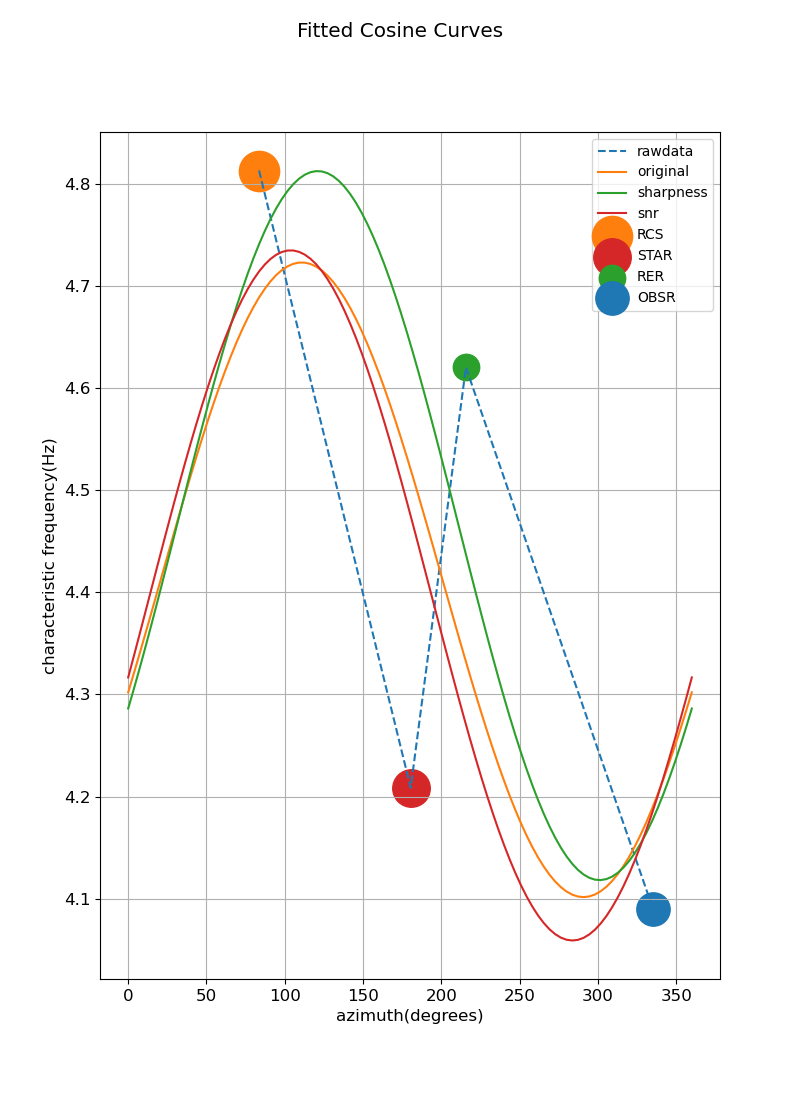 Fitted Cosine Curves
rawdata
original
sharpness
snr
RCS
STAR
RER
OBSR
4.8
4.7
4.6
4.5
4.4
4.3
4.2
4.1
characteristic frequency(Hz)
0 50 100 150 200 250 300 350
azimuth(degrees)